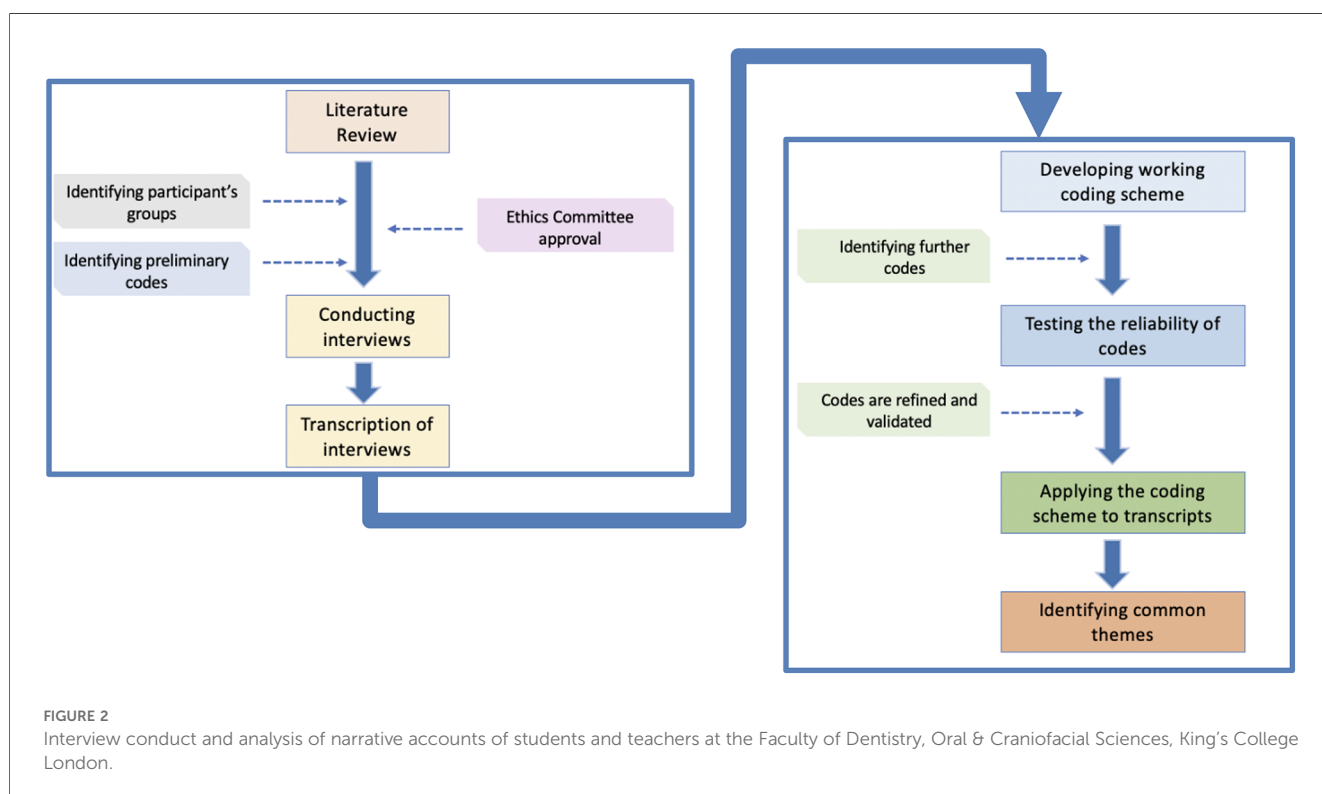 Literature
Review
Identifying participant's
groups
Ethics Committee
approval
Identifying preliminary
codes
Conducting
interviews
Transcription of
interviews
Developing working
coding scheme
Identifying further
codes
Testing the reliability of
codes
Codes are refined and
validated
Applying the coding
scheme to transcripts
Identifying common
themes
FIGURE 2
Interview conduct and analysis of narrative accounts of students and teachers at the Faculty of Dentistry, Oral & Craniofacial Sciences, King's College
London.